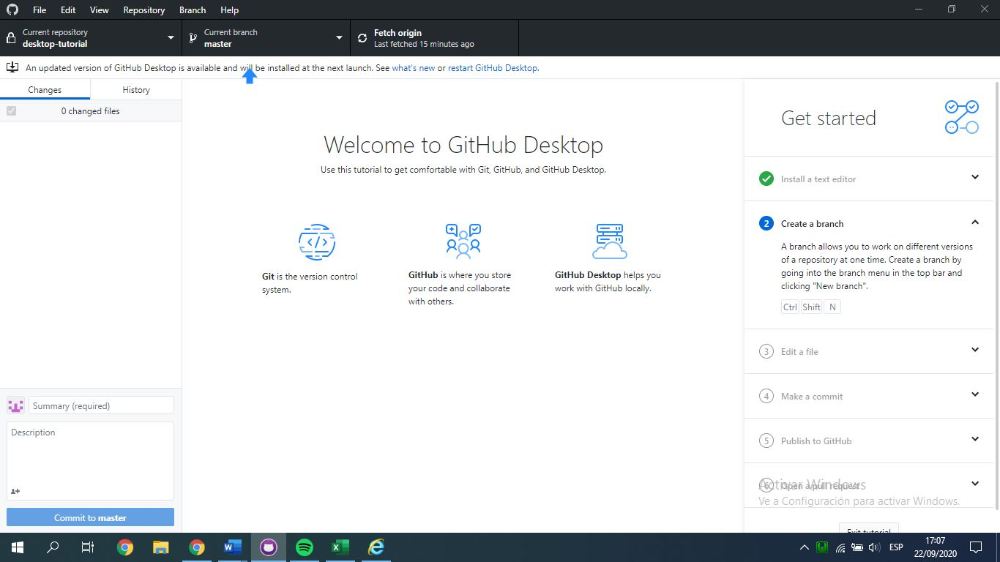 File Edit View Repository Branch Help
Current repository
desktop-tutorial
Current branch
master
Fetch origin
Last fetched 15 minutes ago
An updated version of GitHub Desktop is available and will be installed at the next launch. See what's new or restart GitHub Desktop.
Changes
History
0 changed files
Summary (required)
Description
Commit to master
Welcome to GitHub Desktop
Use this tutorial to get comfortable with Git, GitHub, and GitHub Desktop.
Git is the version control
system.
GitHub is where you store
your code and collaborate
with others.
GitHub Desktop helps you
work with GitHub locally.
Get started
Install a text editor
2 Create a branch
A branch allows you to work on different versions
of a repository at one time. Create a branch by
going into the branch menu in the top bar and
clicking "New branch".
Ctrl Shift N
3 Edit a file
4 Make a commit
5 Publish to GitHub
6 Open a pull request
Activar Windows
Ve a Configuración para activar Windows.
Exit tutorial
ESP
17:07
22/09/2020